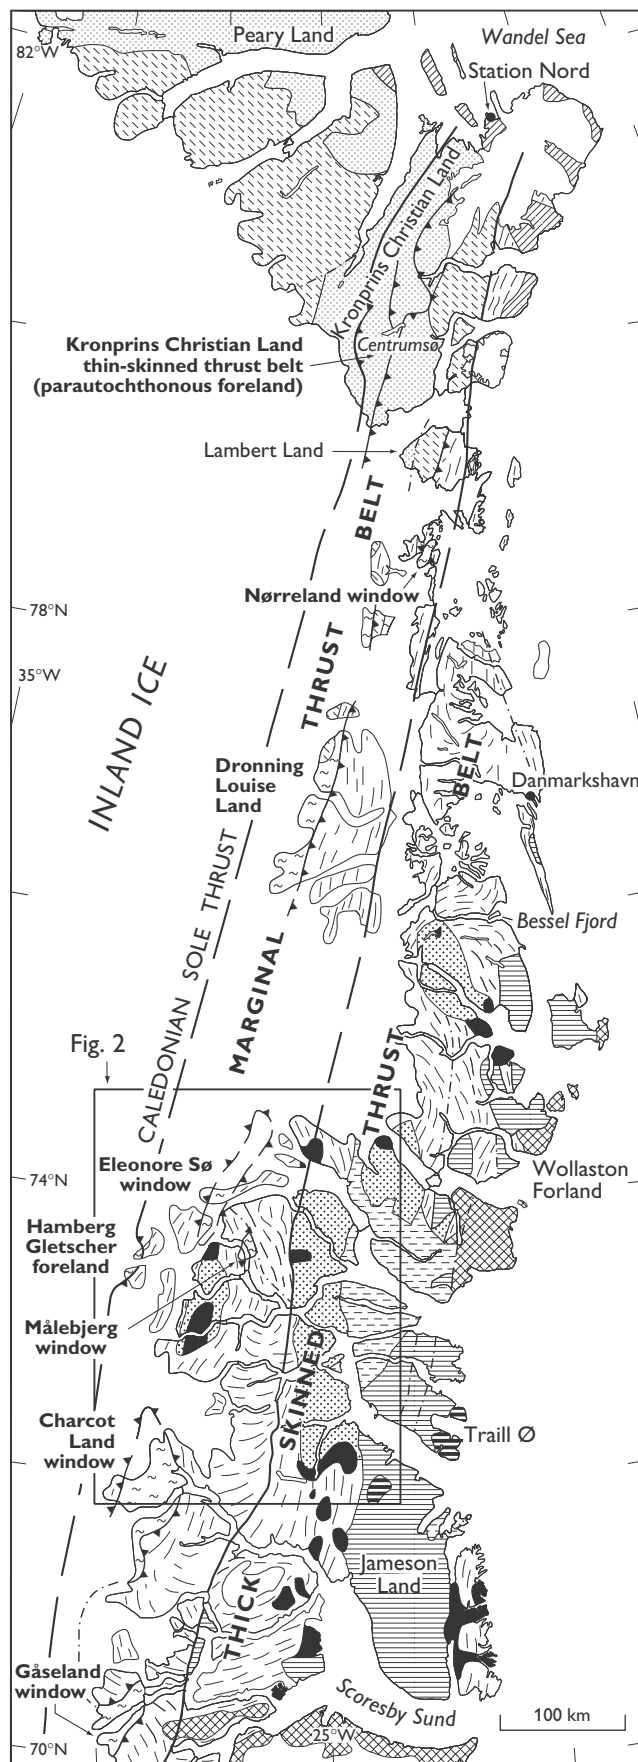 Peary Land
Wandel Sea
82°W
Station Nord
Kronprins Christian Land
Centrumsø
Kronprins Christian Land
thin-skinned thrust belt
(parautochthonous foreland)
Lambert Land
BELT
Nørreland window
78°N
THRUST
35°W
INLAND ICE
BELT
Dronning
Louise
Land
Danmarkshavn
CALEDONIAN SOLE THRUST
Bessel Fjord
MARGINAL
Fig. 2
THRUST
Eleonore Sø
window
Wollaston
Forland
74°N
Hamberg
Gletscher
foreland
Målebjerg
window
SKINNED
Charcot
Land
window
Traill Ø
Jameson
Land
THICK
Gåseland
window
Scoresby Sund
100 km
25°W
70°N